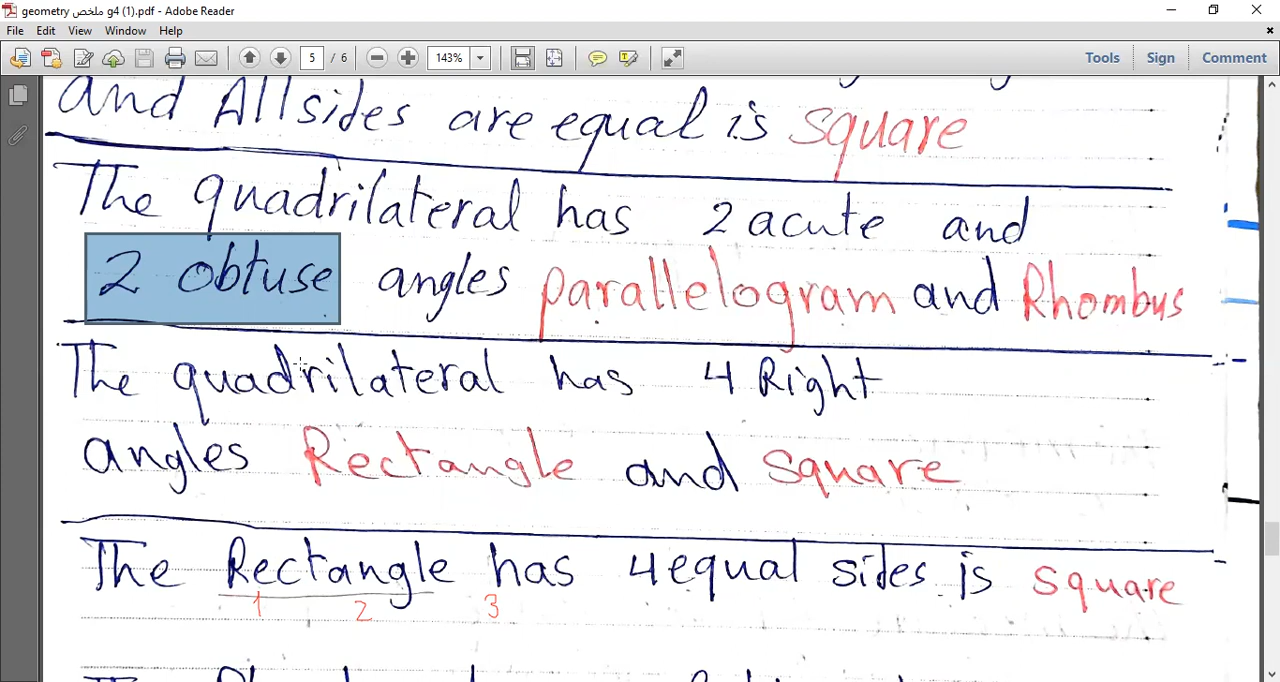 geometry ملخص g4 (1).pdf - Adobe Reader
File Edit View Window Help
5 / 6 143% Tools Sign Comment
and All sides are equal is square
The quadrilateral has 2 acute and
2 obtuse angles parallelogram and Rhombus
The quadrilateral has 4 Right
angles Rectangle and square
The Rectangle has 4 equal sides is square
1 2 3